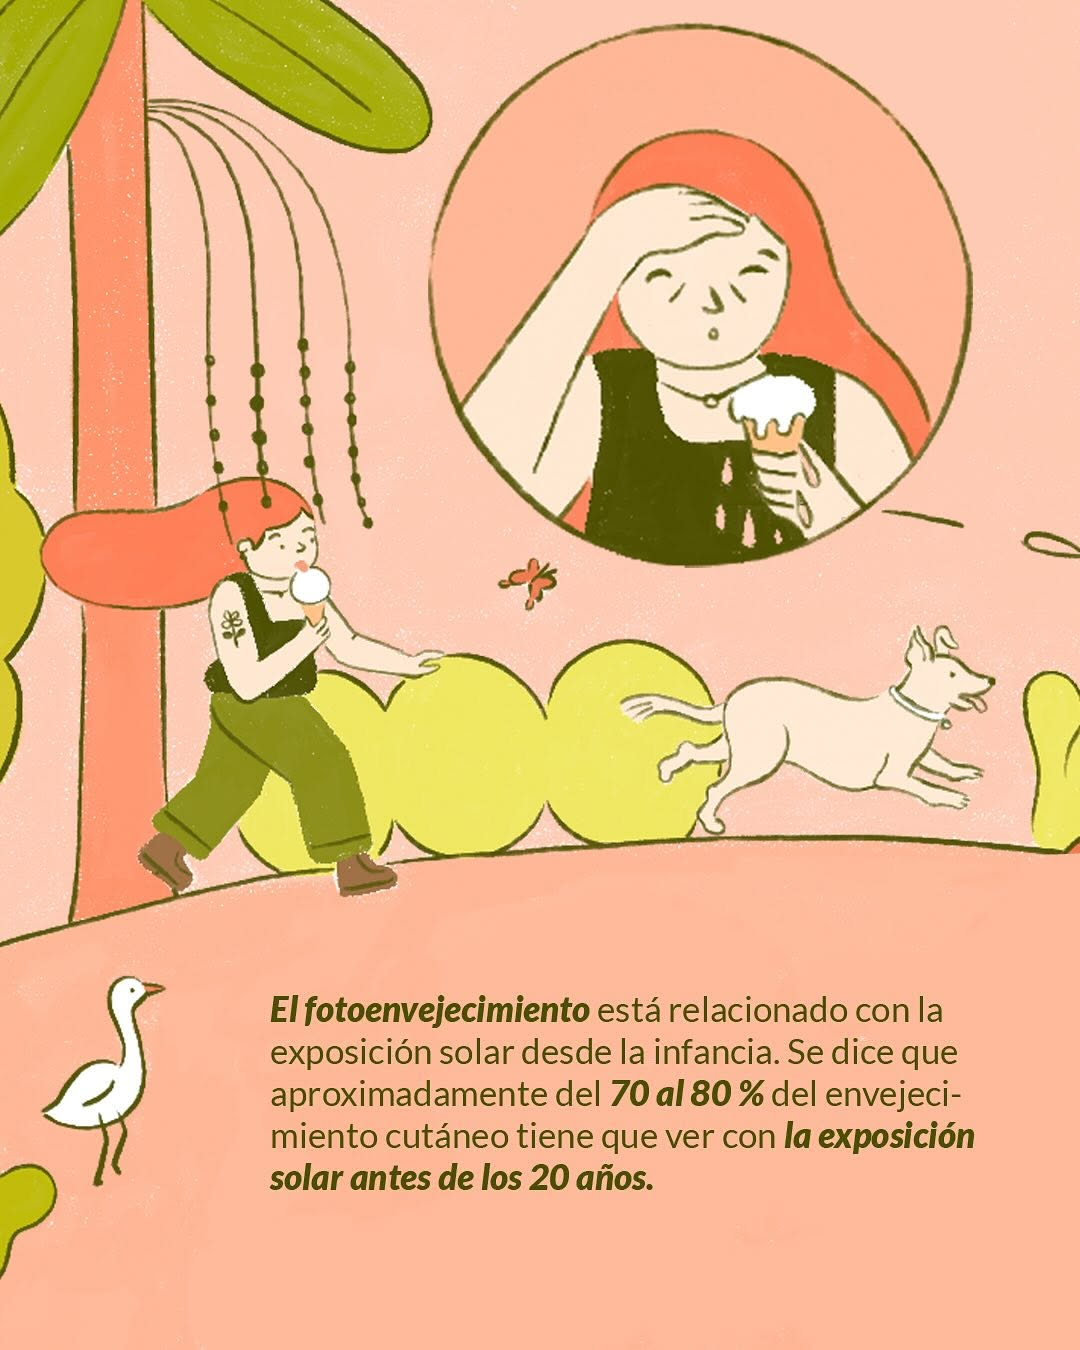 El fotoenvejecimiento está relacionado con la
exposición solar desde la infancia. Se dice que
aproximadamente del 70 al 80 % del envejeci-
miento cutáneo tiene que ver con la exposición
solar antes de los 20 años.